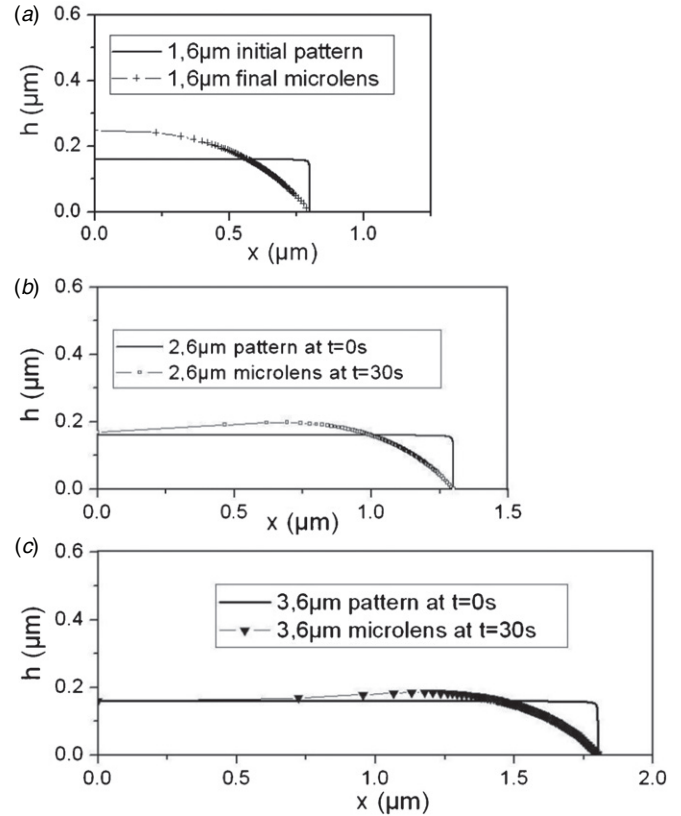 (a)
0.6
0.4
0.2
0.0
h (µm)
1,6µm initial pattern
1,6µm final microlens
0.0
0.5
1.0
x (µm)
(b)
0.6
0.4
0.2
0.0
h (µm)
2,6µm pattern at t=0s
2,6µm microlens at t=30s
0.0
0.5
1.0
1.5
x (µm)
(c)
0.6
0.4
0.2
0.0
h (µm)
3,6µm pattern at t=0s
3,6µm microlens at t=30s
0.0
0.5
1.0
1.5
2.0
x (µm)